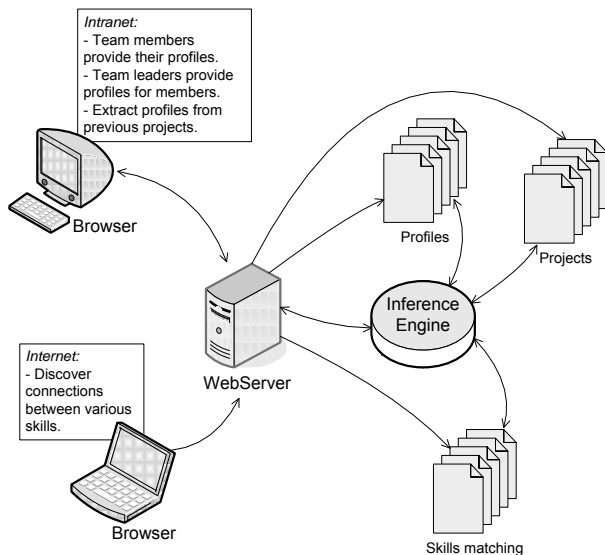 Intranet:
- Team members
provide their profiles.
- Team leaders provide
profiles for members.
- Extract profiles from
previous projects.
Browser
Profiles
Projects
Inference
Engine
WebServer
Internet:
- Discover
connections
between various
skills.
Browser
Skills matching